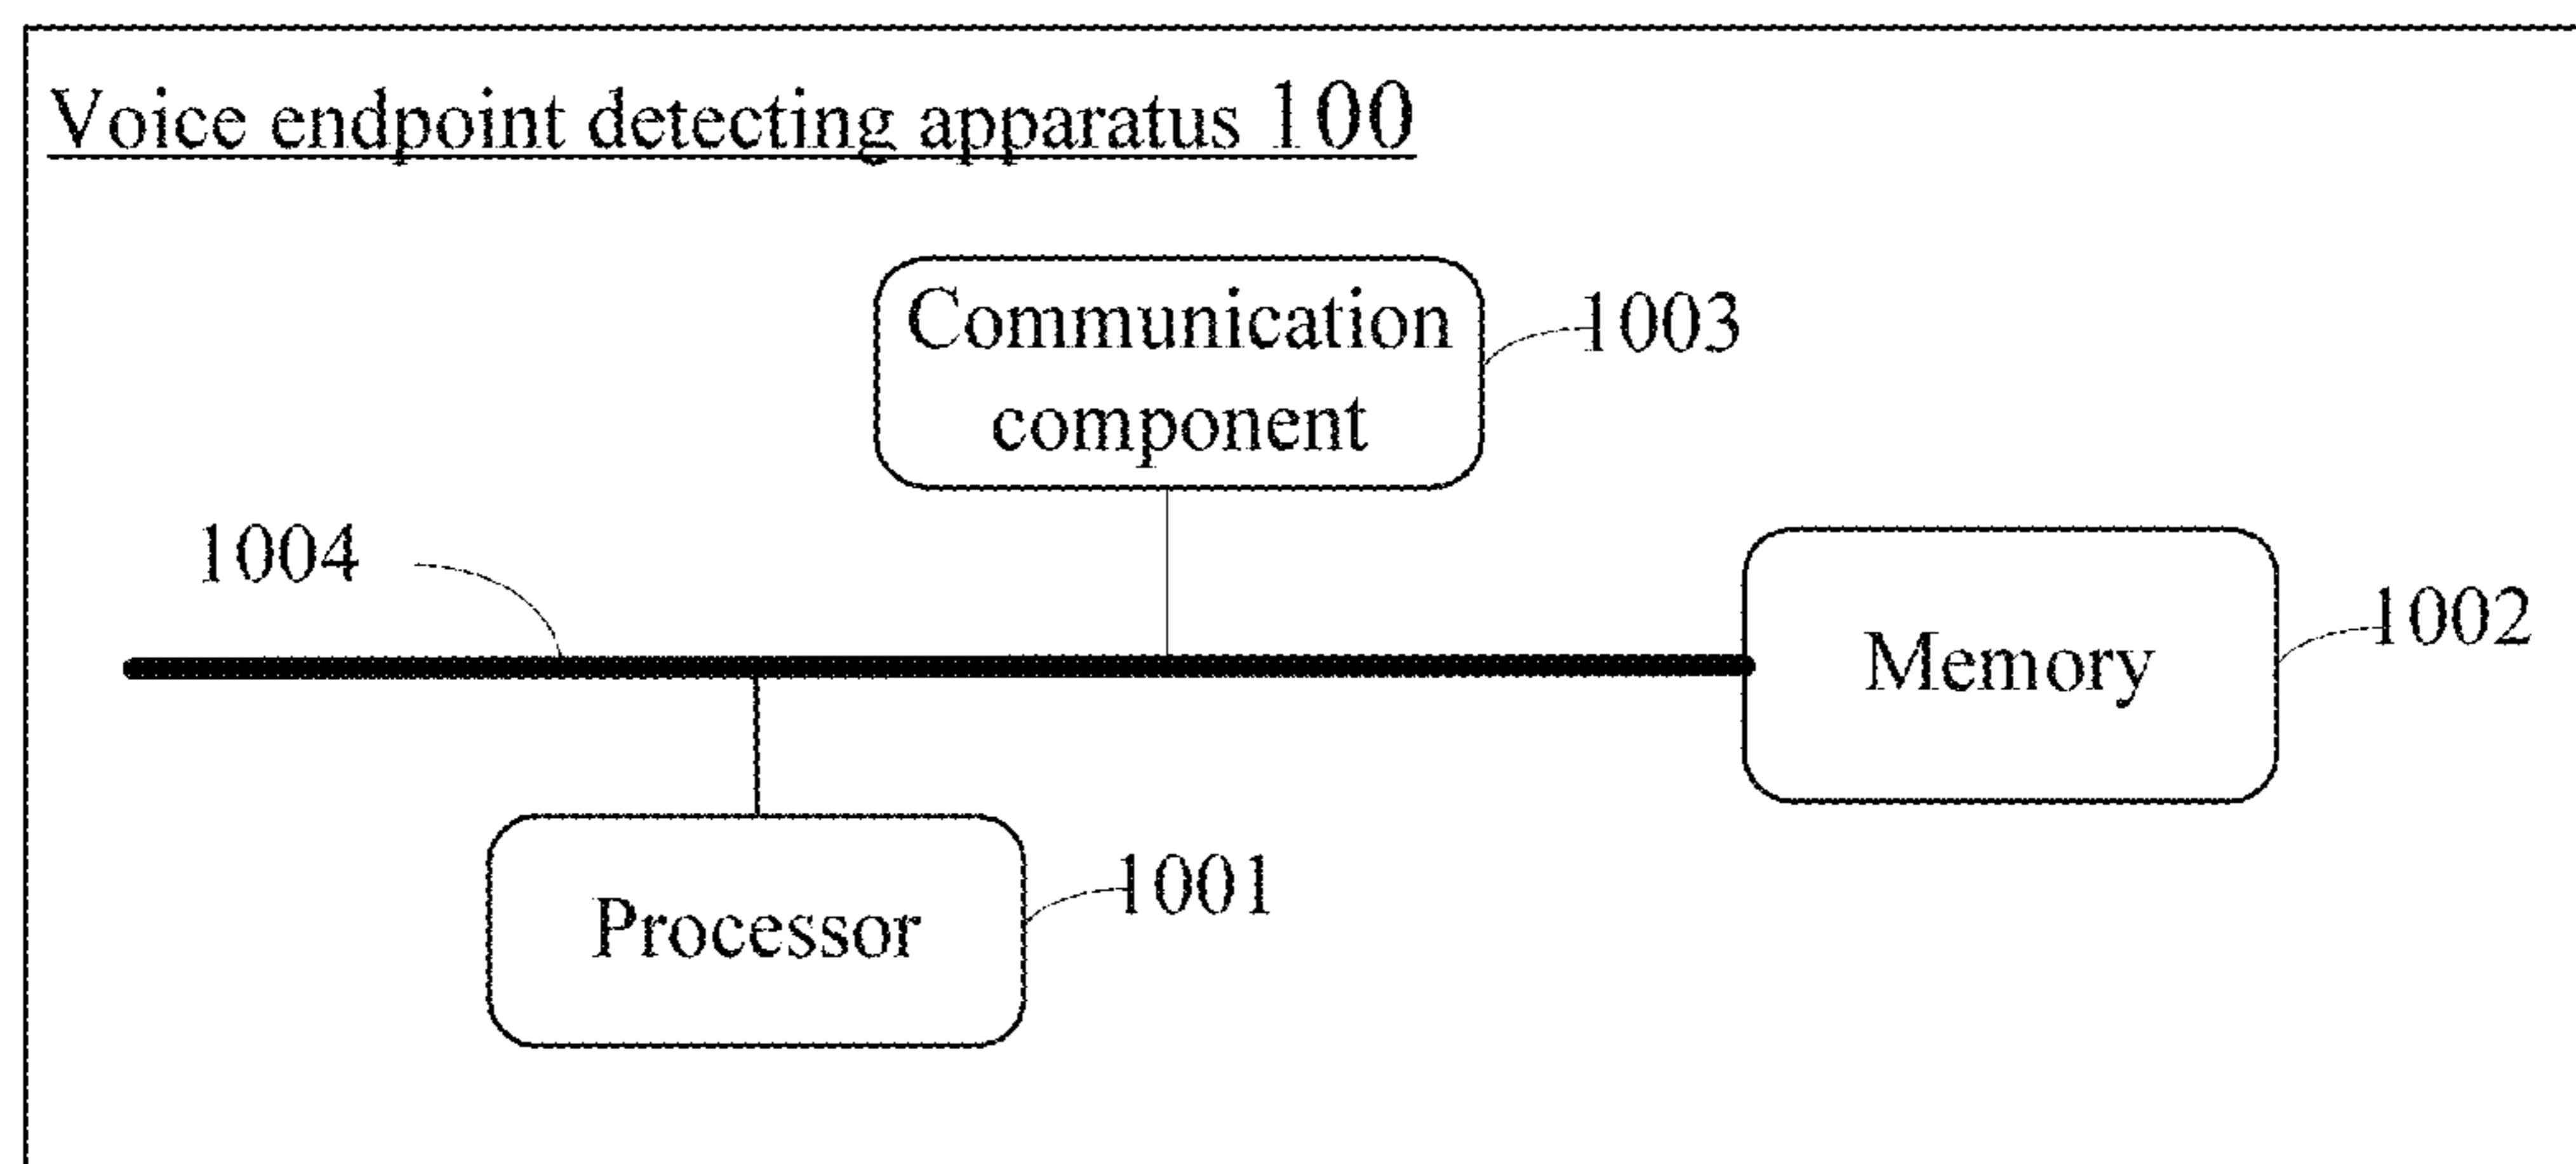 Voice endpoint detecting apparatus 100
Communication
component
1003
1004
1002
Memory
1001
Processor